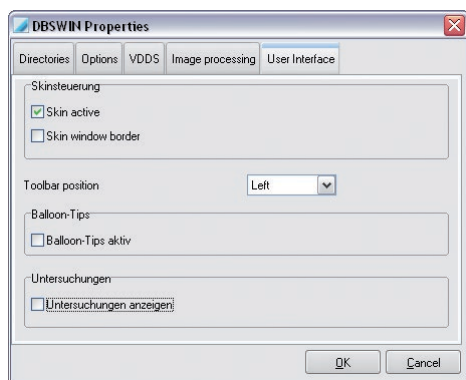 DBSWIN Properties
Directories Options VDDS Image processing User Interface
Skinsteuerung
Skin active
Skin window border
Toolbar position Left
Balloon-Tips
Balloon-Tips aktiv
Untersuchungen
Untersuchungen anzeigen
OK Cancel